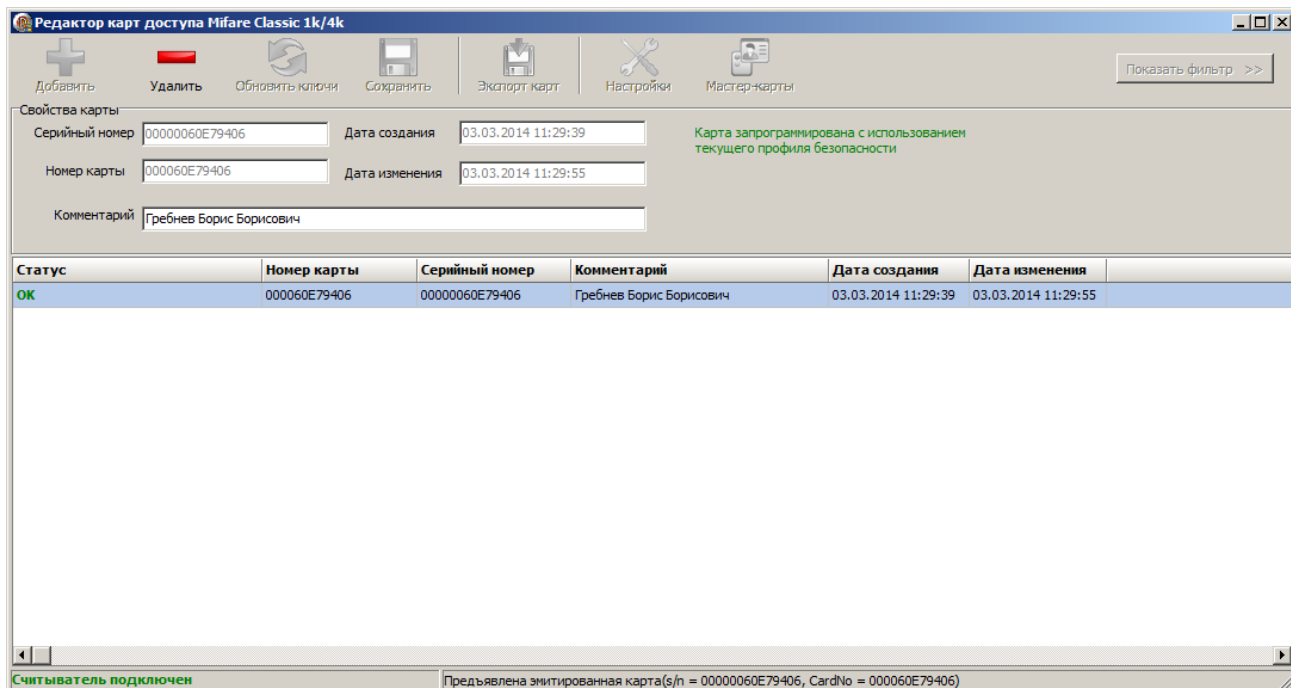 Редактор карт доступа Mifare Classic 1k/4k
Добавить Удалить Обновить ключи Сохранить Экспорт карт Настройки Мастер-карты Показать фильтр >>
Свойства карты
Серийный номер 00000060E79406 Дата создания 03.03.2014 11:29:39 Карта запрограммирована с использованием
текущего профиля безопасности
Номер карты 000060E79406 Дата изменения 03.03.2014 11:29:55
Комментарий Гребнев Борис Борисович
Статус Номер карты Серийный номер Комментарий Дата создания Дата изменения
OK 000060E79406 00000060E79406 Гребнев Борис Борисович 03.03.2014 11:29:39 03.03.2014 11:29:55
Считыватель подключен Предъявлена эмитированная карта(s/n = 00000060E79406, CardNo = 000060E79406)